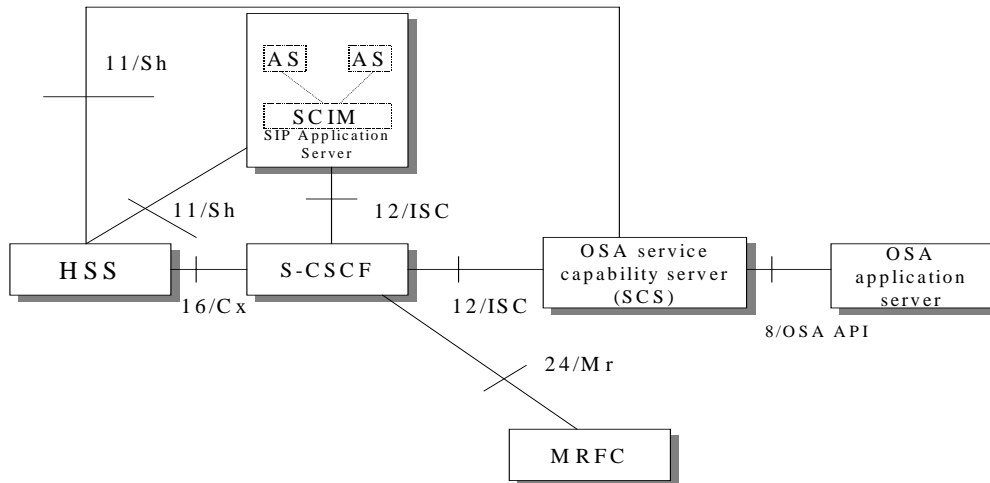 11/Sh
AS AS
SCIM
SIP Application
Server
11/Sh
12/ISC
HSS
S-CSCF
OSA service
capability server
(SCS)
OSA
application
server
16/Cx
12/ISC
8/OSA API
24/Mr
MRFC